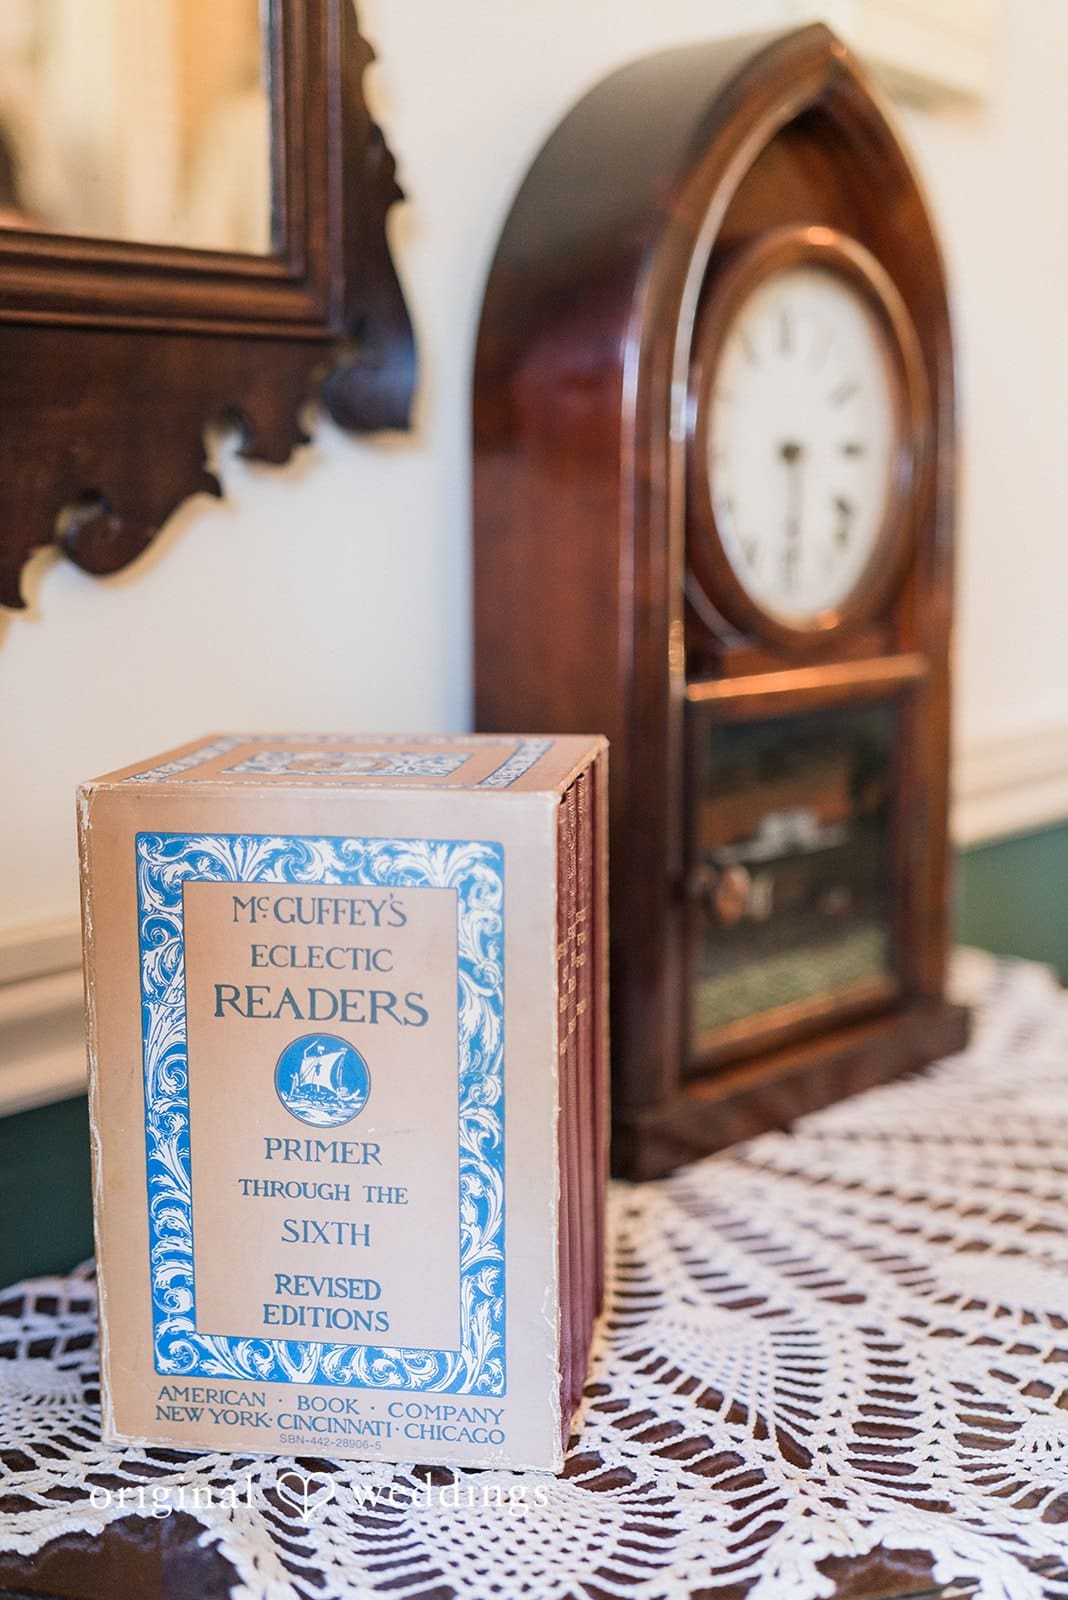 McGUFFEY'S
ECLECTIC
READERS
PRIMER
THROUGH THE
SIXTH
REVISED
EDITIONS
AMERICAN · BOOK · COMPANY
NEW YORK · CINCINNATI · CHICAGO
SBN-442-28906-5
original weddings